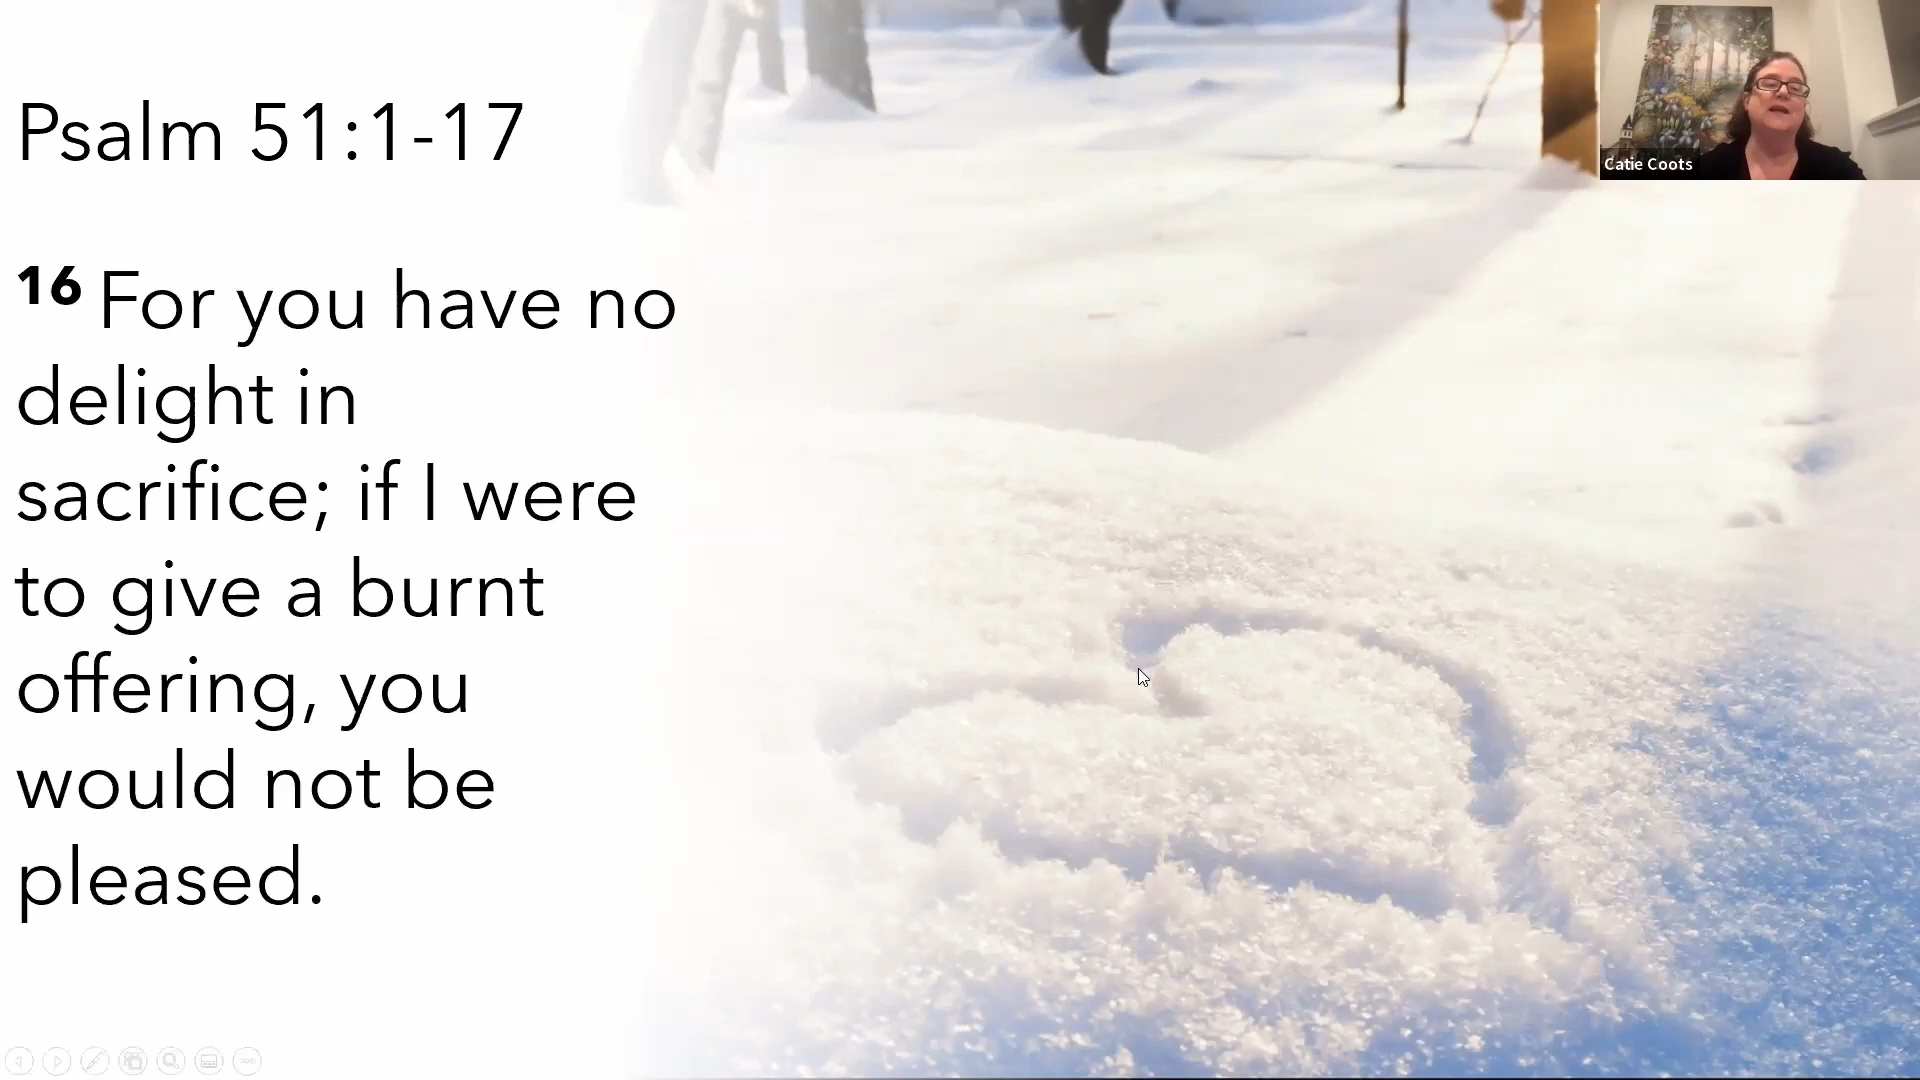 Psalm 51:1-17
16 For you have no
delight in
sacrifice; if I were
to give a burnt
offering, you
would not be
pleased.
Catie Coots